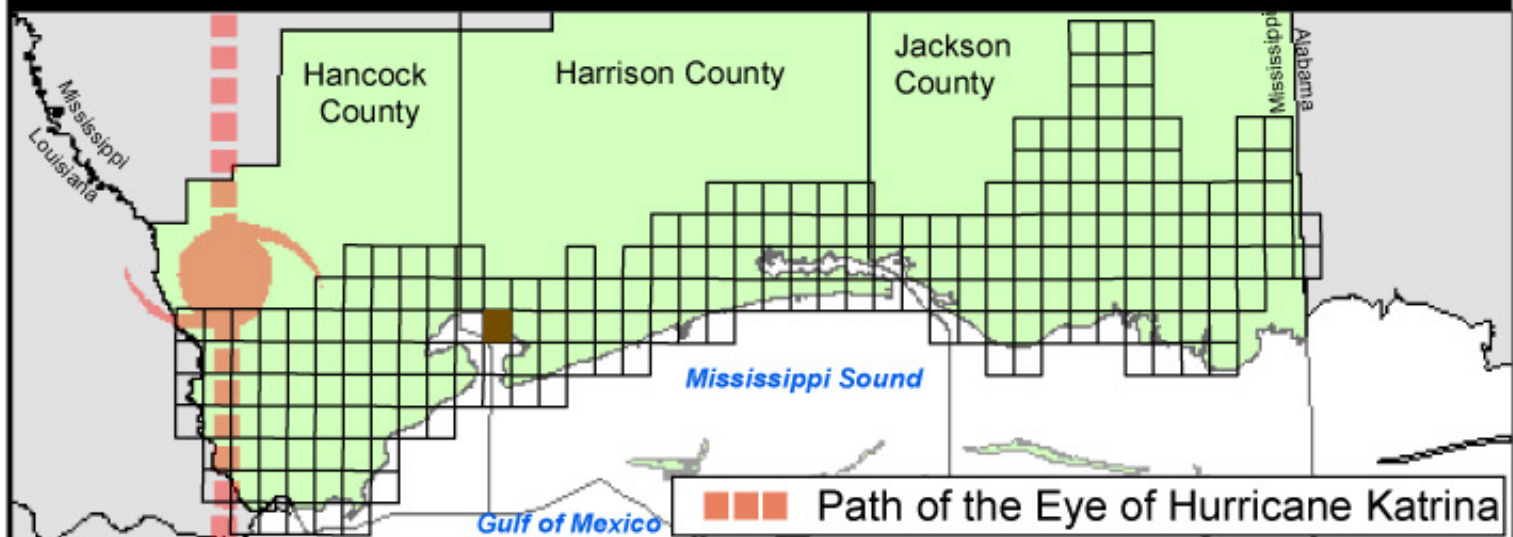 Hancock
County
Harrison County
Jackson
County
Mississippi
Alabama
Mississippi
Louisiana
Mississippi Sound
Gulf of Mexico
Path of the Eye of Hurricane Katrina